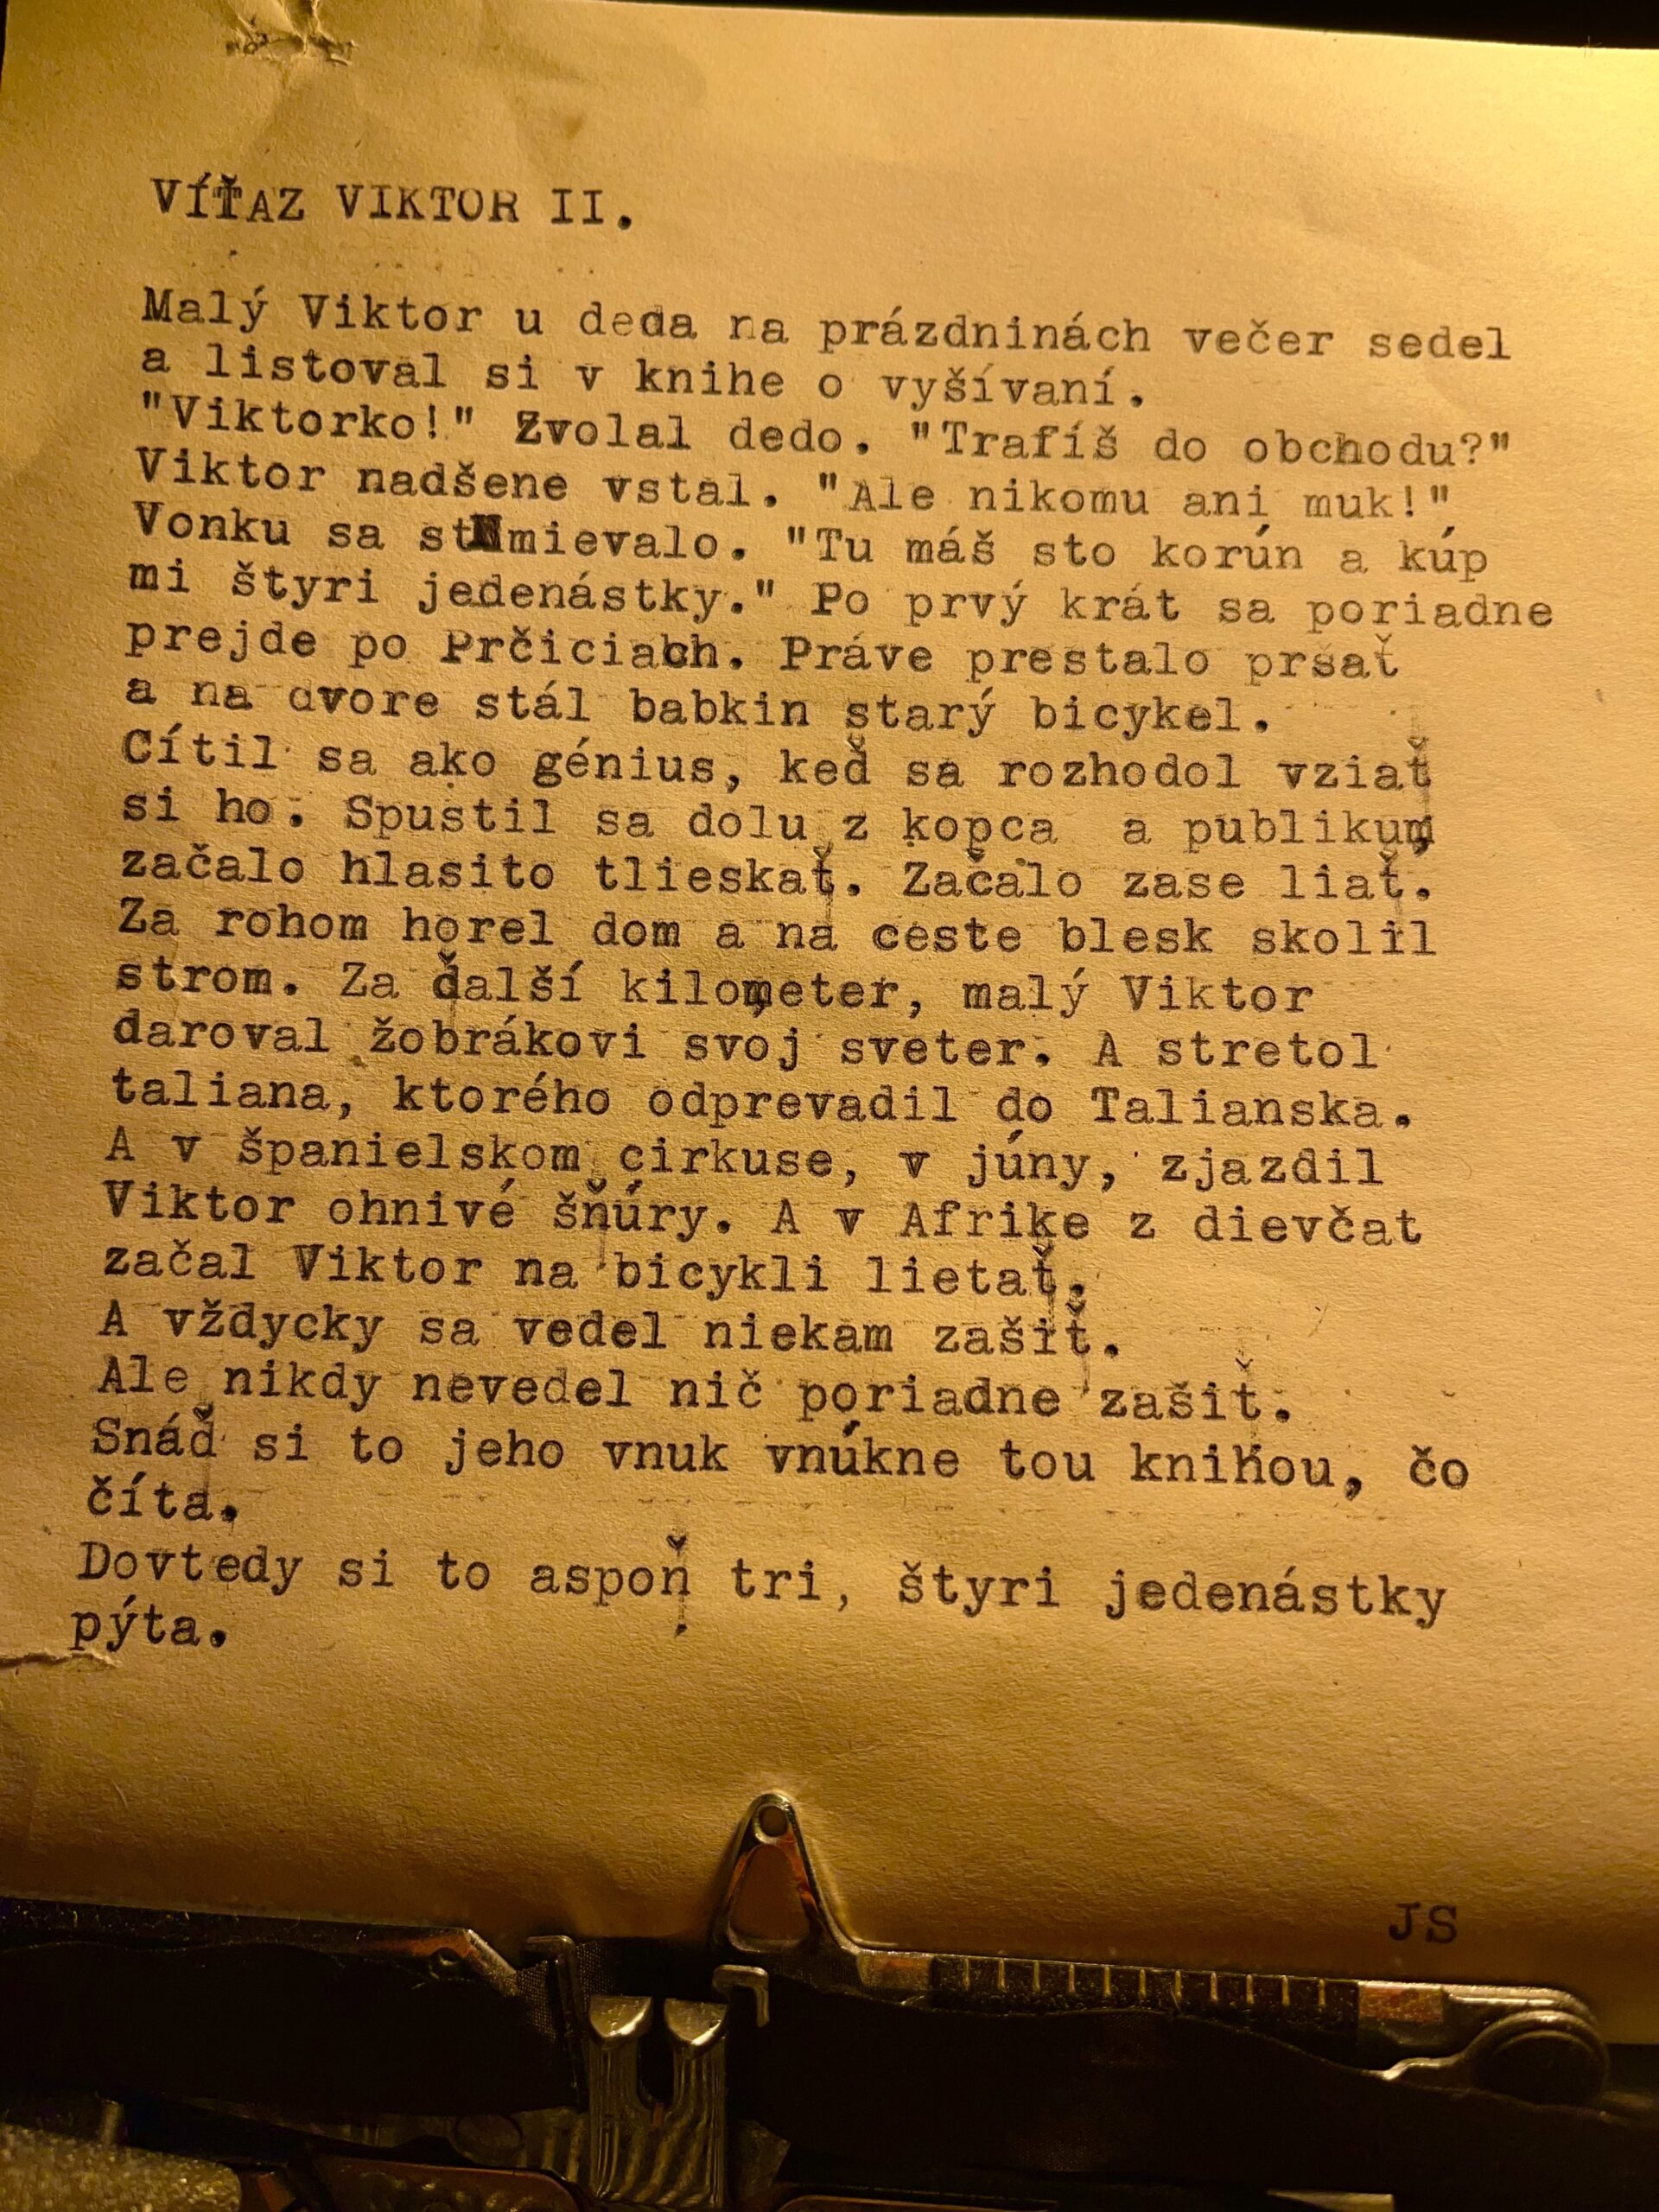 VÍŤAZ VIKTOR II.
Malý Viktor u deda na prázdninách večer sedel
a listoval si v knihe o vyšívaní.
"Viktorko!" Zvolal dedo. "Trafíš do obchodu?"
Viktor nadšene vstal. "Ale nikomu ani muk!"
Vonku sa stmievalo. "Tu máš sto korún a kúp
mi štyri jedenástky." Po prvý krát sa poriadne
prejde po Prčiciach. Práve prestalo pršať
a na dvore stál babkin starý bicykel.
Cítil sa ako génius, keď sa rozhodol vziať
si ho. Spustil sa dolu z kopca a publikum
začalo hlasito tlieskať. Začalo zase liať.
Za rohom horel dom a na ceste blesk skolil
strom. Za ďalší kilometer, malý Viktor
daroval žobrákovi svoj sveter. A stretol
taliana, ktorého odprevadil do Talianska.
A v španielskom cirkuse, v júny, zjazdil
Viktor ohnivé šňúry. A v Afrike z dievčat
začal Viktor na bicykli lietať.
A vždycky sa vedel niekam zašiť.
Ale nikdy nevedel nič poriadne zašiť.
Snáď si to jeho vnuk vnúkne tou knihou, čo
číta.
Dovtedy si to aspoň tri, štyri jedenástky
pýta.
JS